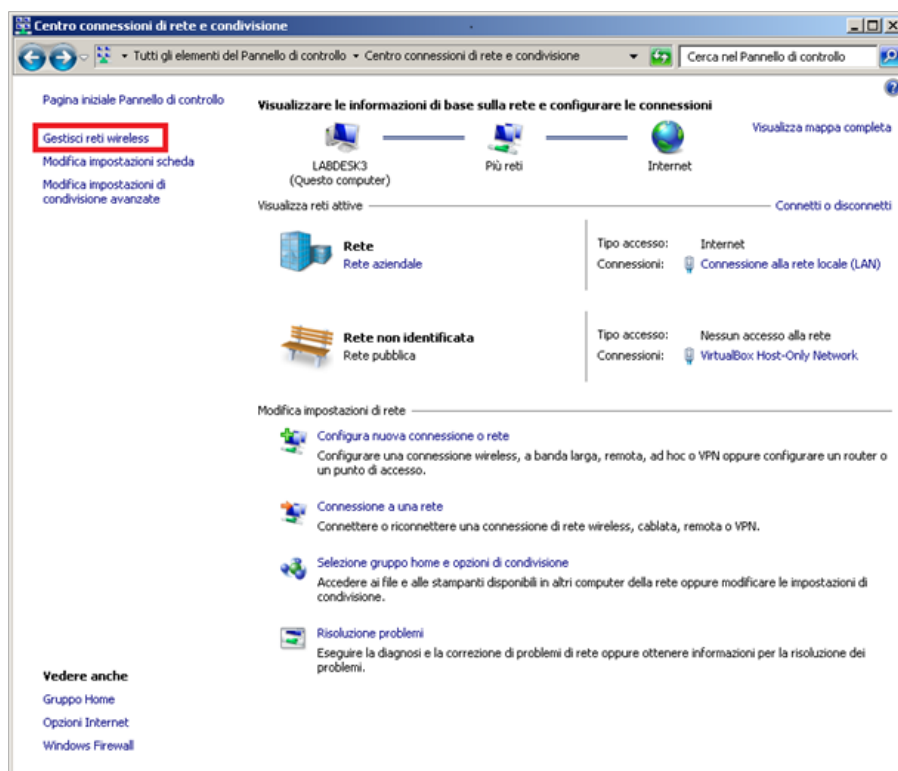 Centro connessioni di rete e condivisione
Tutti gli elementi del Pannello di controllo Centro connessioni di rete e condivisione
Cerca nel Pannello di controllo
Pagina iniziale Pannello di controllo
Gestisci reti wireless
Modifica impostazioni scheda
Modifica impostazioni di
condivisione avanzate
Visualizzare le informazioni di base sulla rete e configurare le connessioni
Visualizza mappa completa
LABDESK3
(Questo computer)
Più reti
Internet
Visualizza reti attive
Connetti o disconnetti
Rete
Rete aziendale
Tipo accesso: Internet
Connessioni: Connessione alla rete locale (LAN)
Rete non identificata
Rete pubblica
Tipo accesso: Nessun accesso alla rete
Connessioni: VirtualBox Host-Only Network
Modifica impostazioni di rete
Configura nuova connessione o rete
Configurare una connessione wireless, a banda larga, remota, ad hoc o VPN oppure configurare un router o
un punto di accesso.
Connessione a una rete
Connettere o riconnettere una connessione di rete wireless, cablata, remota o VPN.
Selezione gruppo home e opzioni di condivisione
Accedere ai file e alle stampanti disponibili in altri computer della rete oppure modificare le impostazioni di
condivisione.
Risoluzione problemi
Eseguire la diagnosi e la correzione di problemi di rete oppure ottenere informazioni per la risoluzione dei
problemi.
Vedere anche
Gruppo Home
Opzioni Internet
Windows Firewall